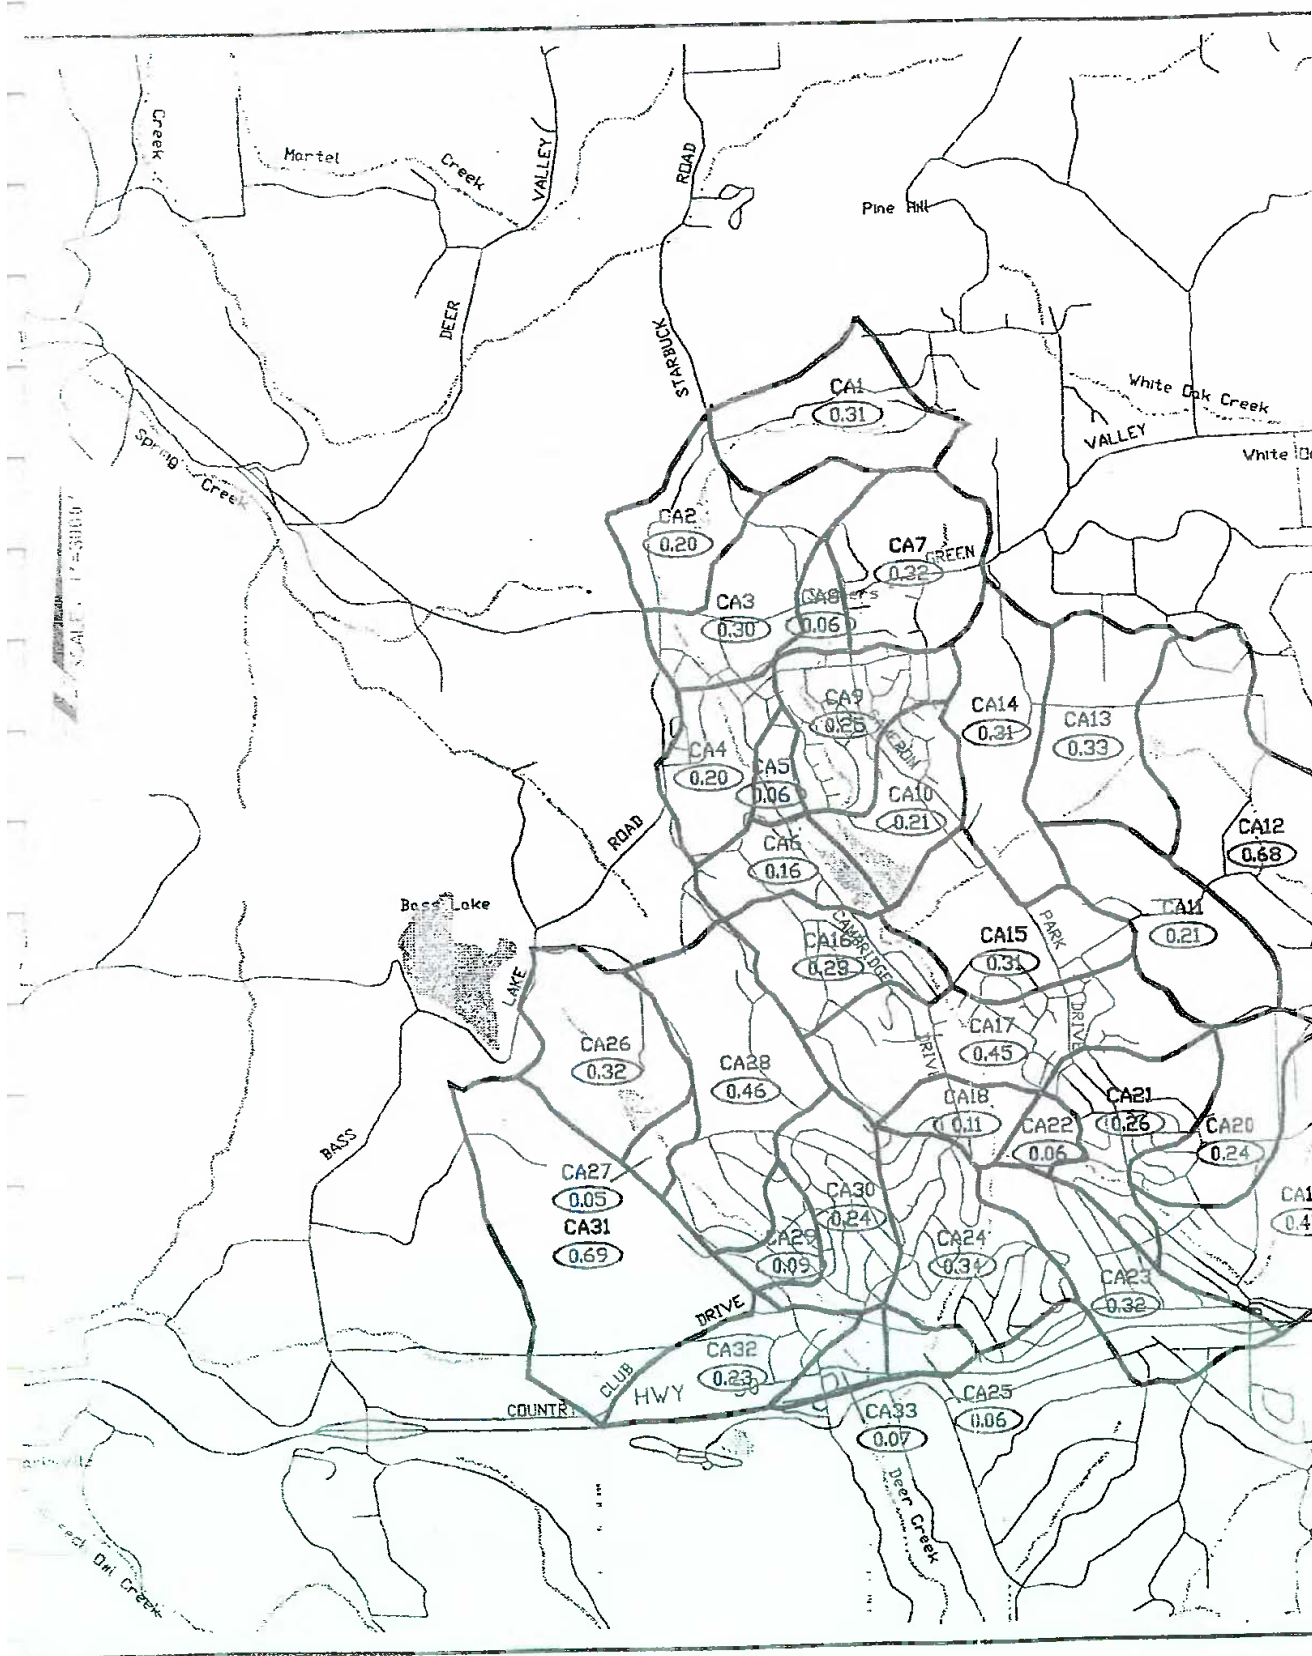 Creek
Martel
Creek
VALLEY
ROAD
Pine Hill
DEER
STARBUCK
CA1
0.31
White Oak Creek
VALLEY
Spring
Creek
CA2
0.20
CA7
GREEN
0.32
CA3
0.30
CA8
0.06
CA9
CA14
0.31
CA13
0.33
CA4
0.20
CA5
0.06
CA10
0.21
ROAD
CA6
0.16
CA12
0.68
Bass Lake
CAMBRIDGE
PARK
CA11
0.21
CA16
0.29
CA15
0.31
LAKE
DRIVE
DRIVE
CA17
0.45
CA26
0.32
CA28
0.46
CA18
0.11
CA22
0.06
CA21
0.26
CA20
0.24
BASS
CA27
0.05
CA31
0.69
CA30
0.24
CA29
0.09
CA24
0.34
CA23
0.32
DRIVE
CLUB
CA32
0.23
HWY 50
CA25
0.06
CA33
0.07
Deer Creek
Owl Creek